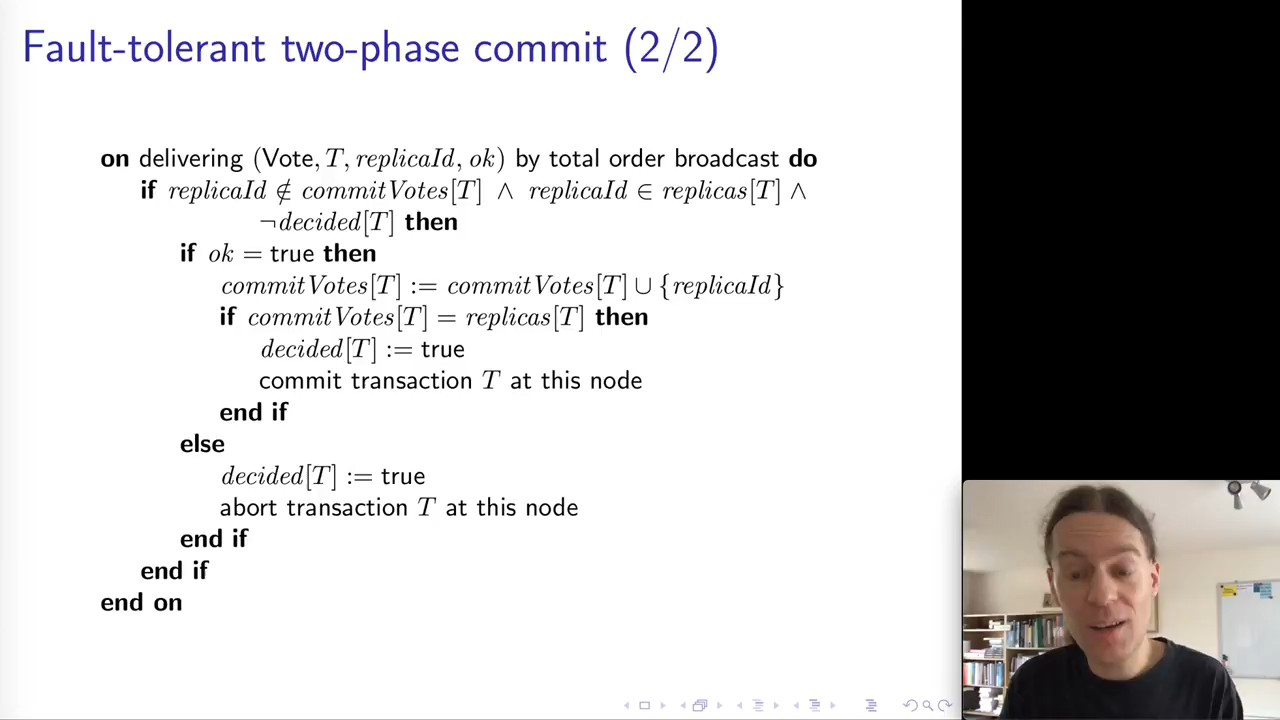 Fault-tolerant two-phase commit (2/2)
on delivering (Vote, T, replicaId, ok) by total order broadcast do
if replicaId ∉ commitVotes[T] ∧ replicaId ∈ replicas[T] ∧
¬decided[T] then
if ok = true then
commitVotes[T] := commitVotes[T] ∪ {replicaId}
if commitVotes[T] = replicas[T] then
decided[T] := true
commit transaction T at this node
end if
else
decided[T] := true
abort transaction T at this node
end if
end if
end on